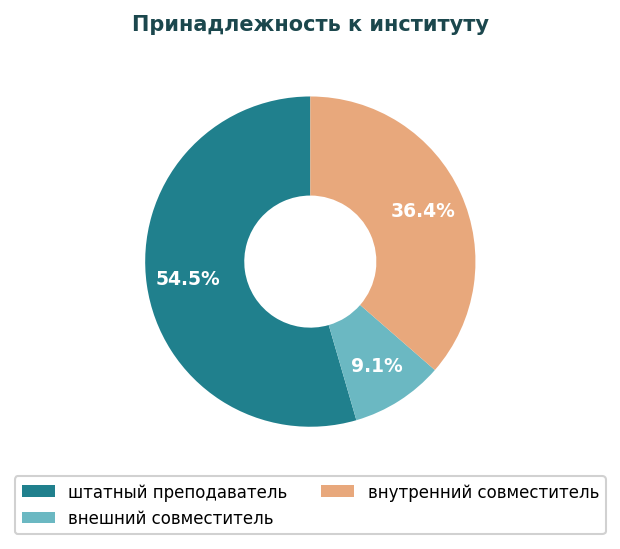 Принадлежность к институту
36.4%
54.5%
9.1%
штатный преподаватель
внешний совместитель
внутренний совместитель